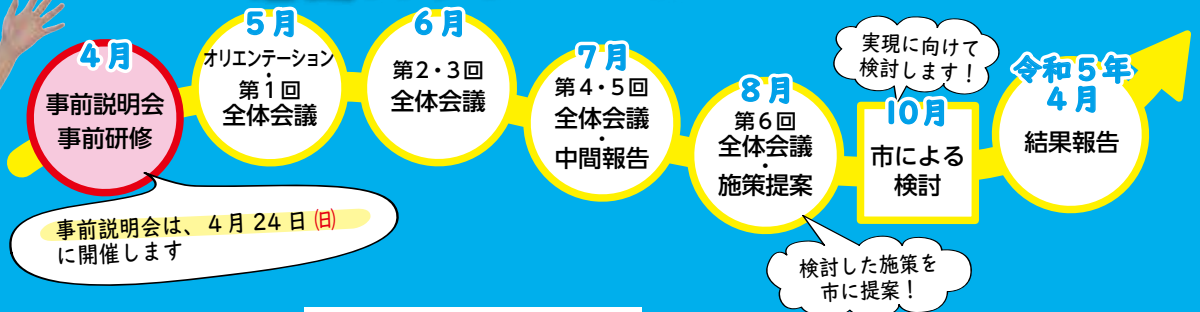 4月
事前説明会
事前研修
事前説明会は、4月24日(日)
に開催します
5月
オリエンテーション
・
第1回
全体会議
6月
第2・3回
全体会議
7月
第4・5回
全体会議
・
中間報告
8月
第6回
全体会議
・
施策提案
検討した施策を
市に提案！
実現に向けて
検討します！
10月
市による
検討
令和5年
4月
結果報告